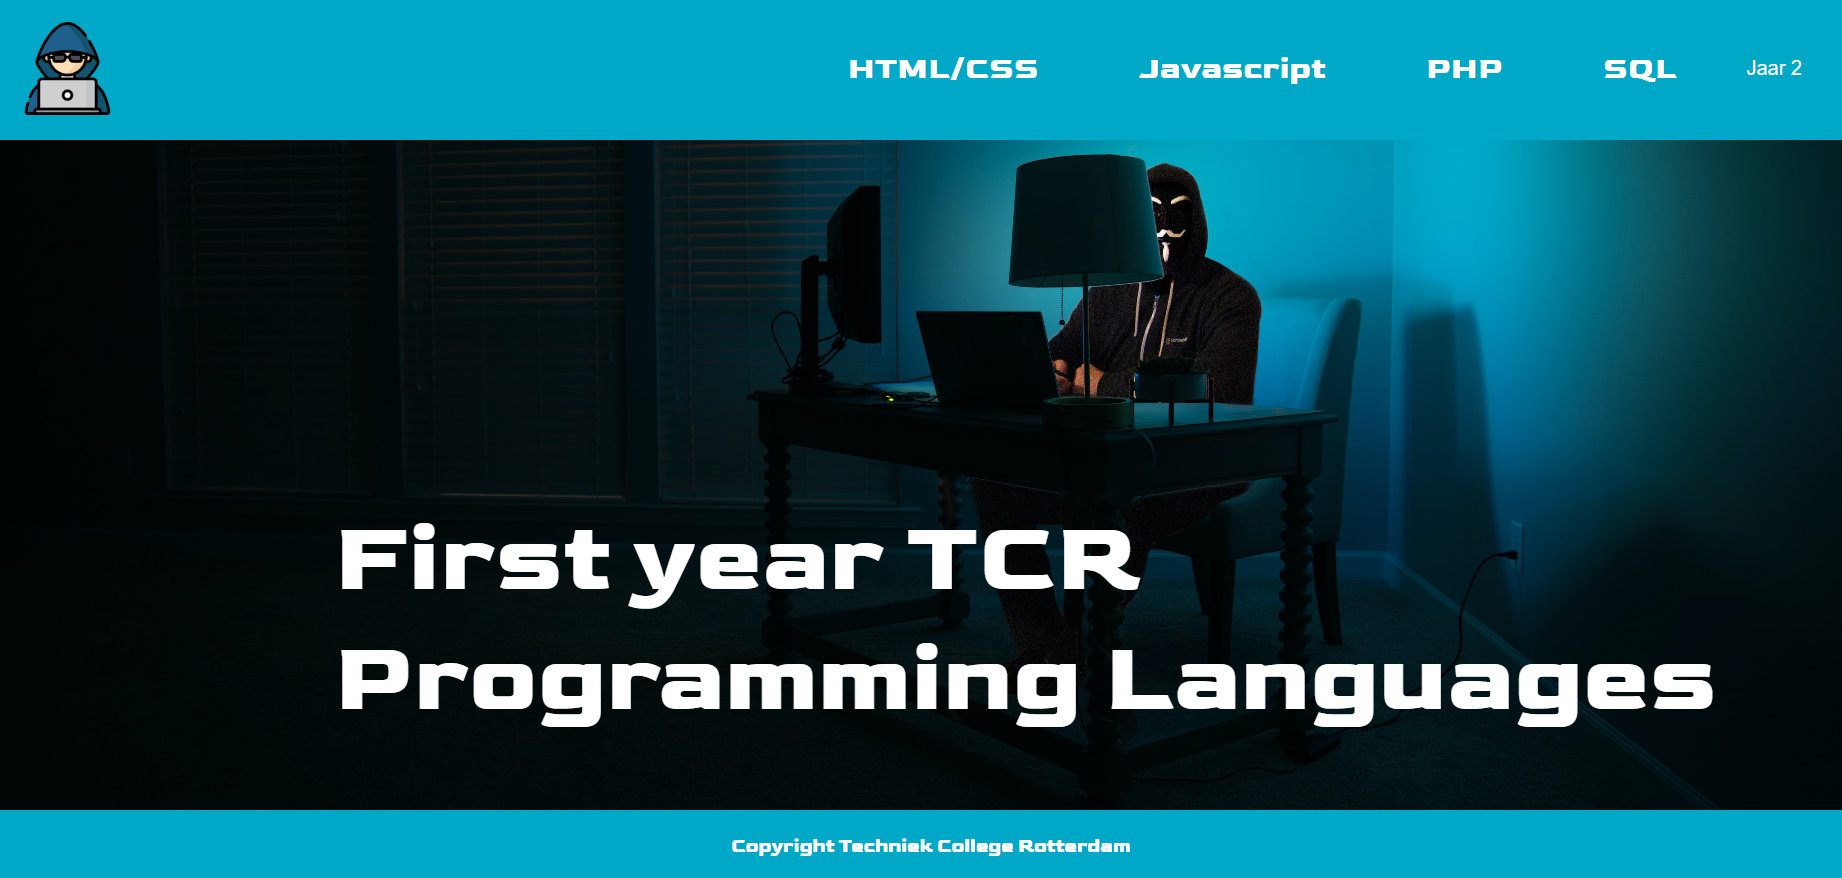 HTML/CSS Javascript PHP SQL Jaar 2
First year TCR
Programming Languages
Copyright Techniek College Rotterdam